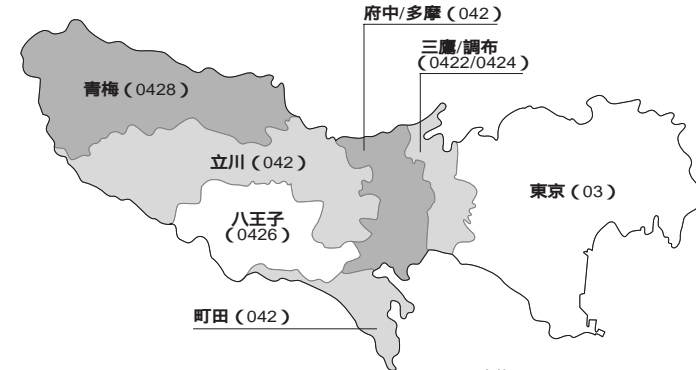 府中/多摩（042）
三鷹/調布
（0422/0424）
青梅（0428）
立川（042）
東京（03）
八王子
（0426）
町田（042）